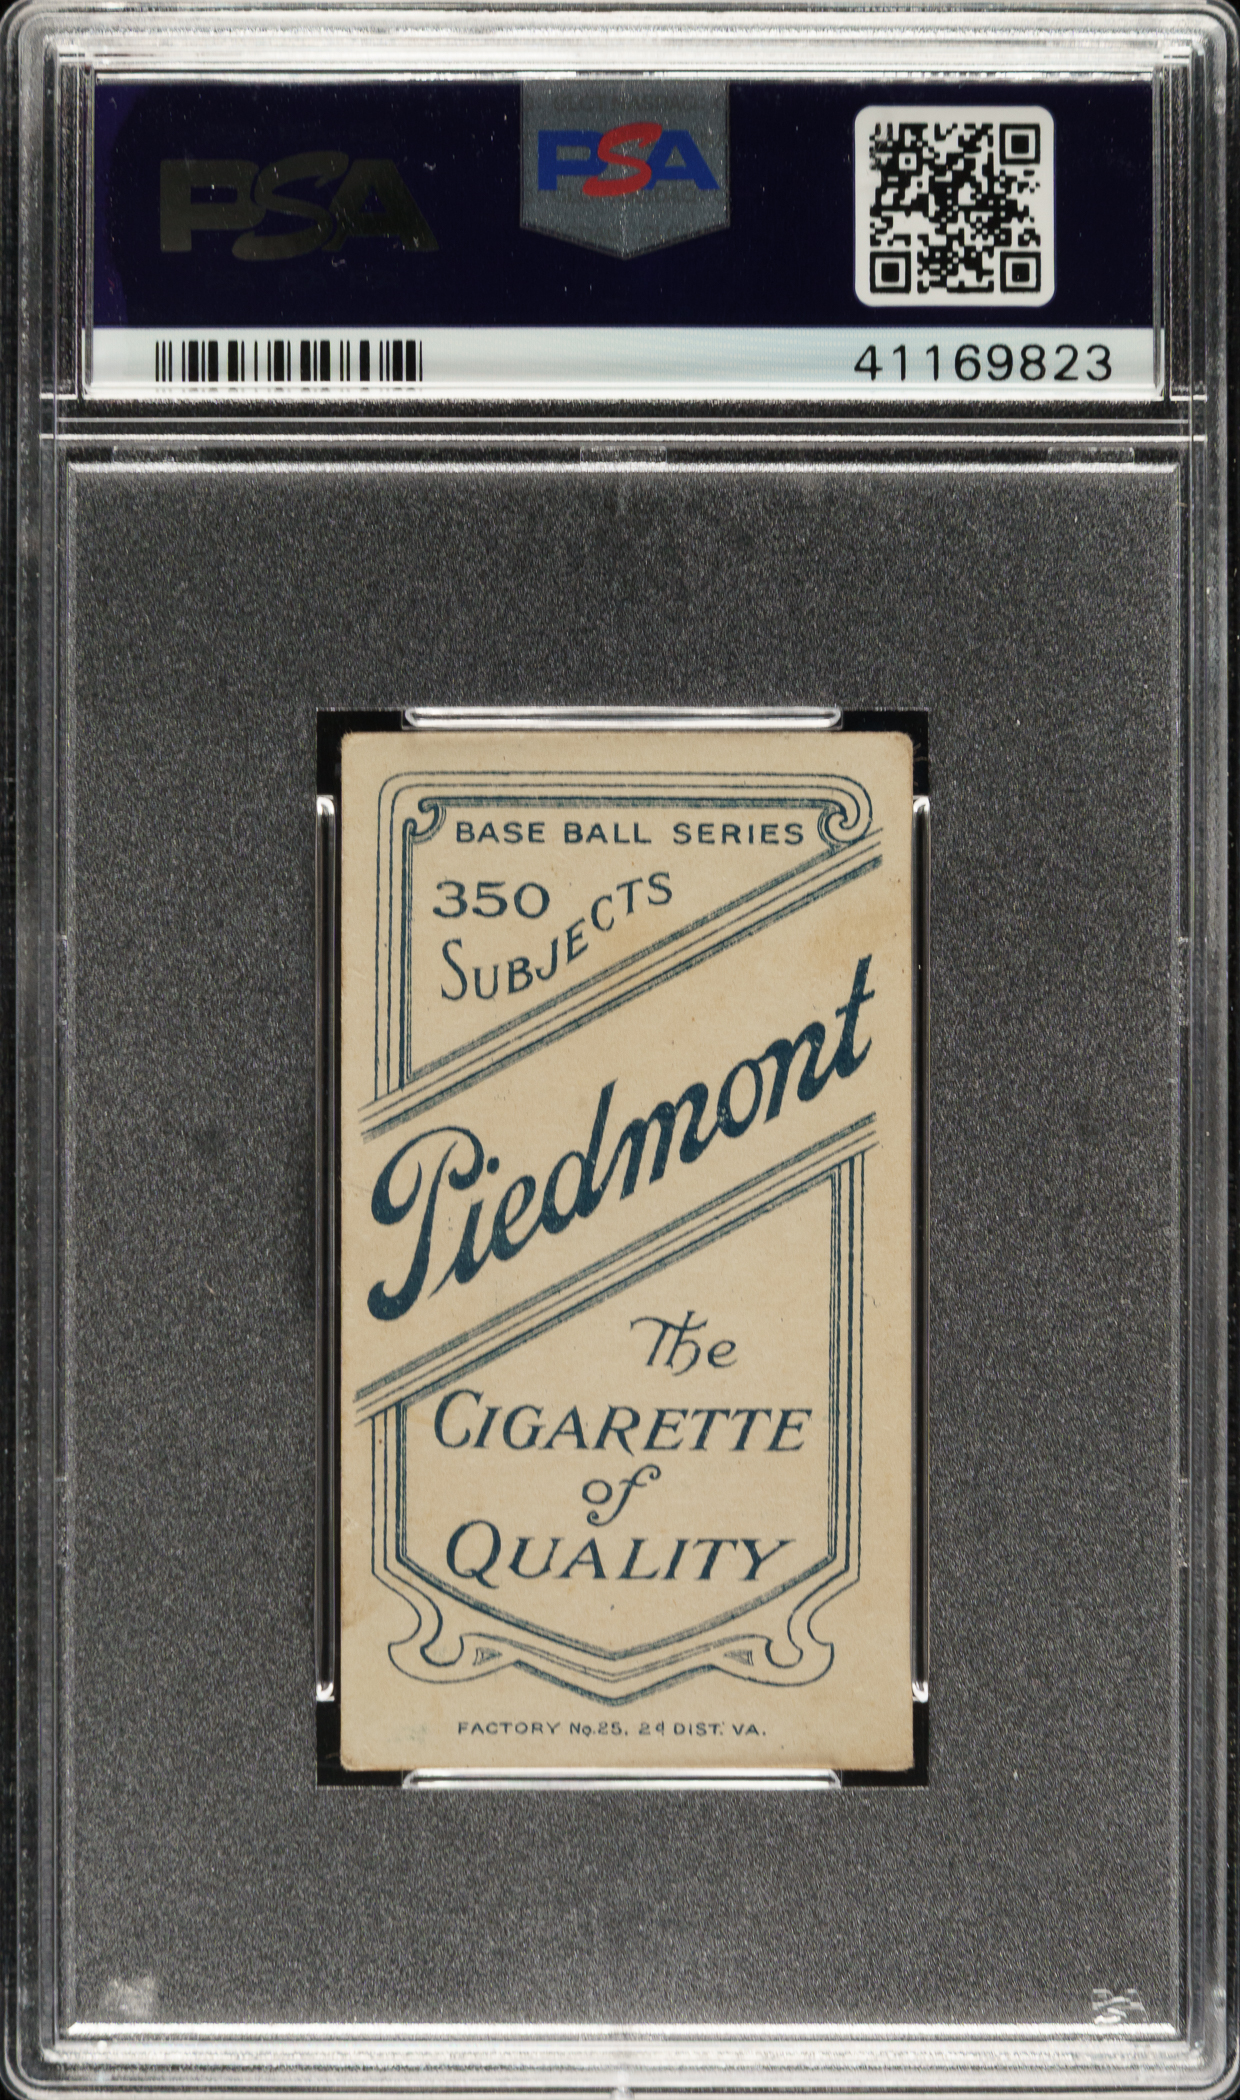 PSA
PSA
41169823
BASE BALL SERIES
350
SUBJECTS
Piedmont
The
CIGARETTE
of
QUALITY
FACTORY No. 25, 2d DIST. VA.